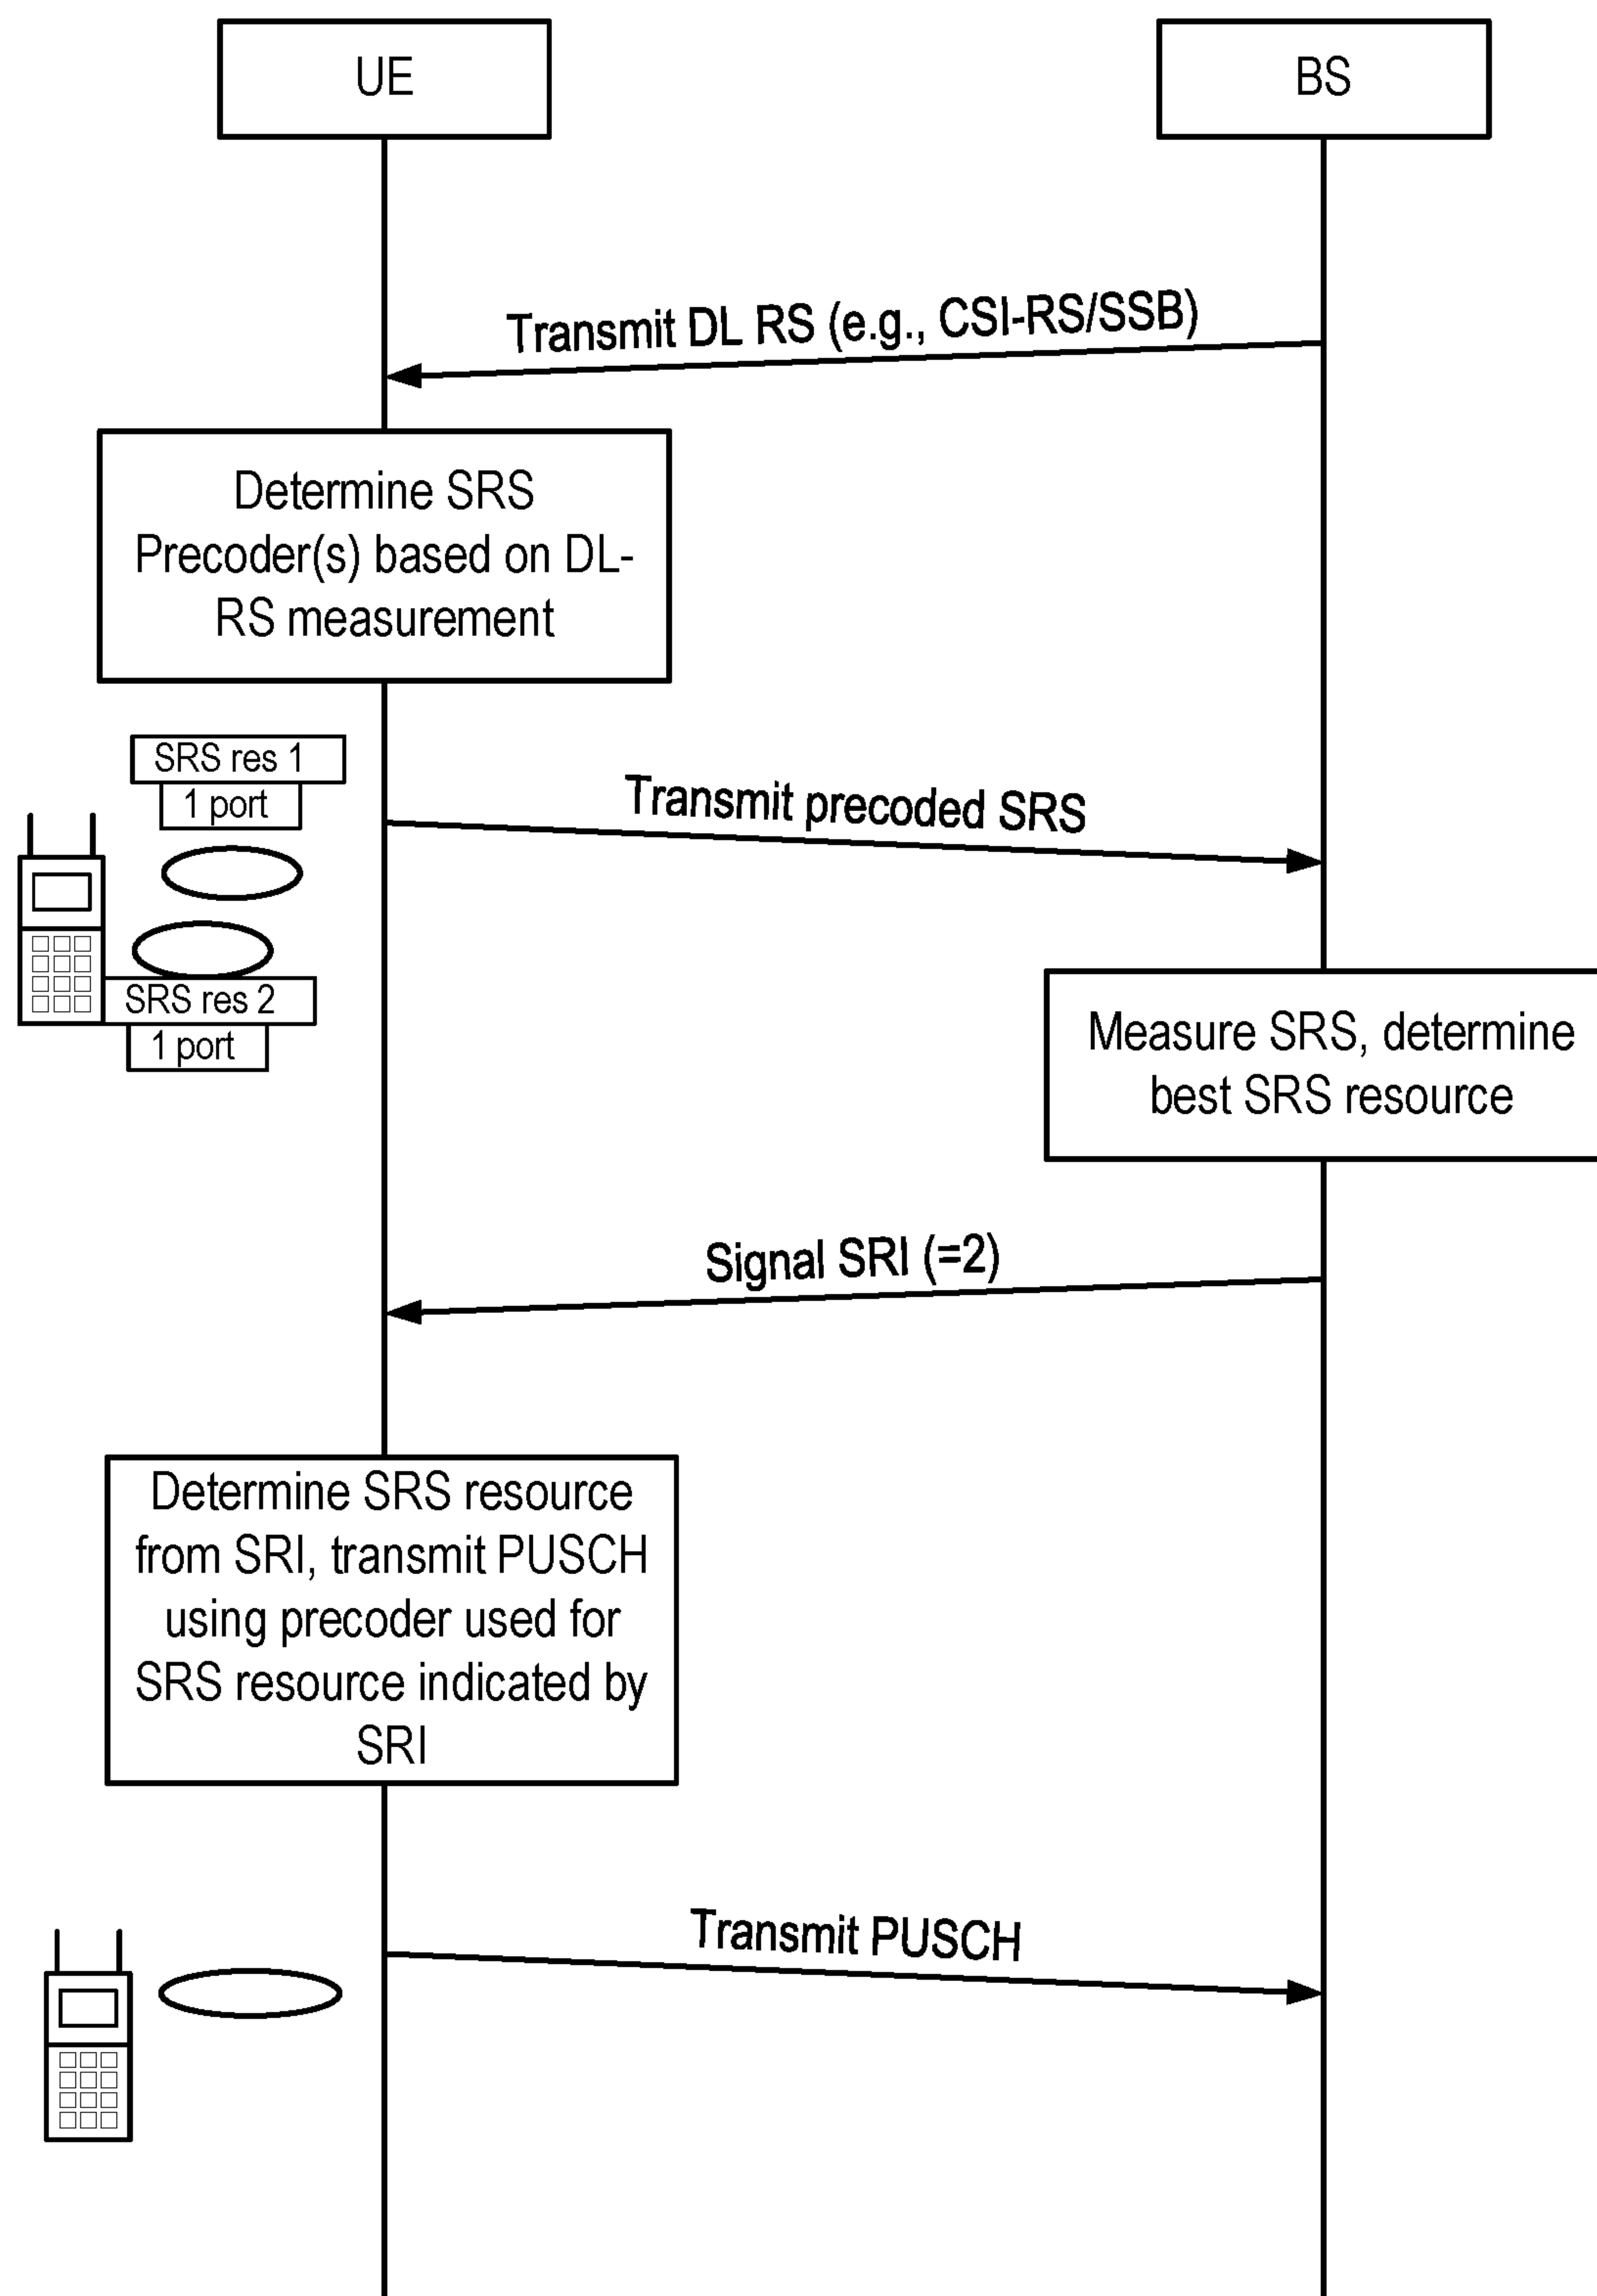 UE
BS
Transmit DL RS (e.g., CSI-RS/SSB)
Determine SRS
Precoder(s) based on DL-
RS measurement
SRS res 1
1 port
Transmit precoded SRS
SRS res 2
1 port
Measure SRS, determine
best SRS resource
Signal SRI (=2)
Determine SRS resource
from SRI, transmit PUSCH
using precoder used for
SRS resource indicated by
SRI
Transmit PUSCH